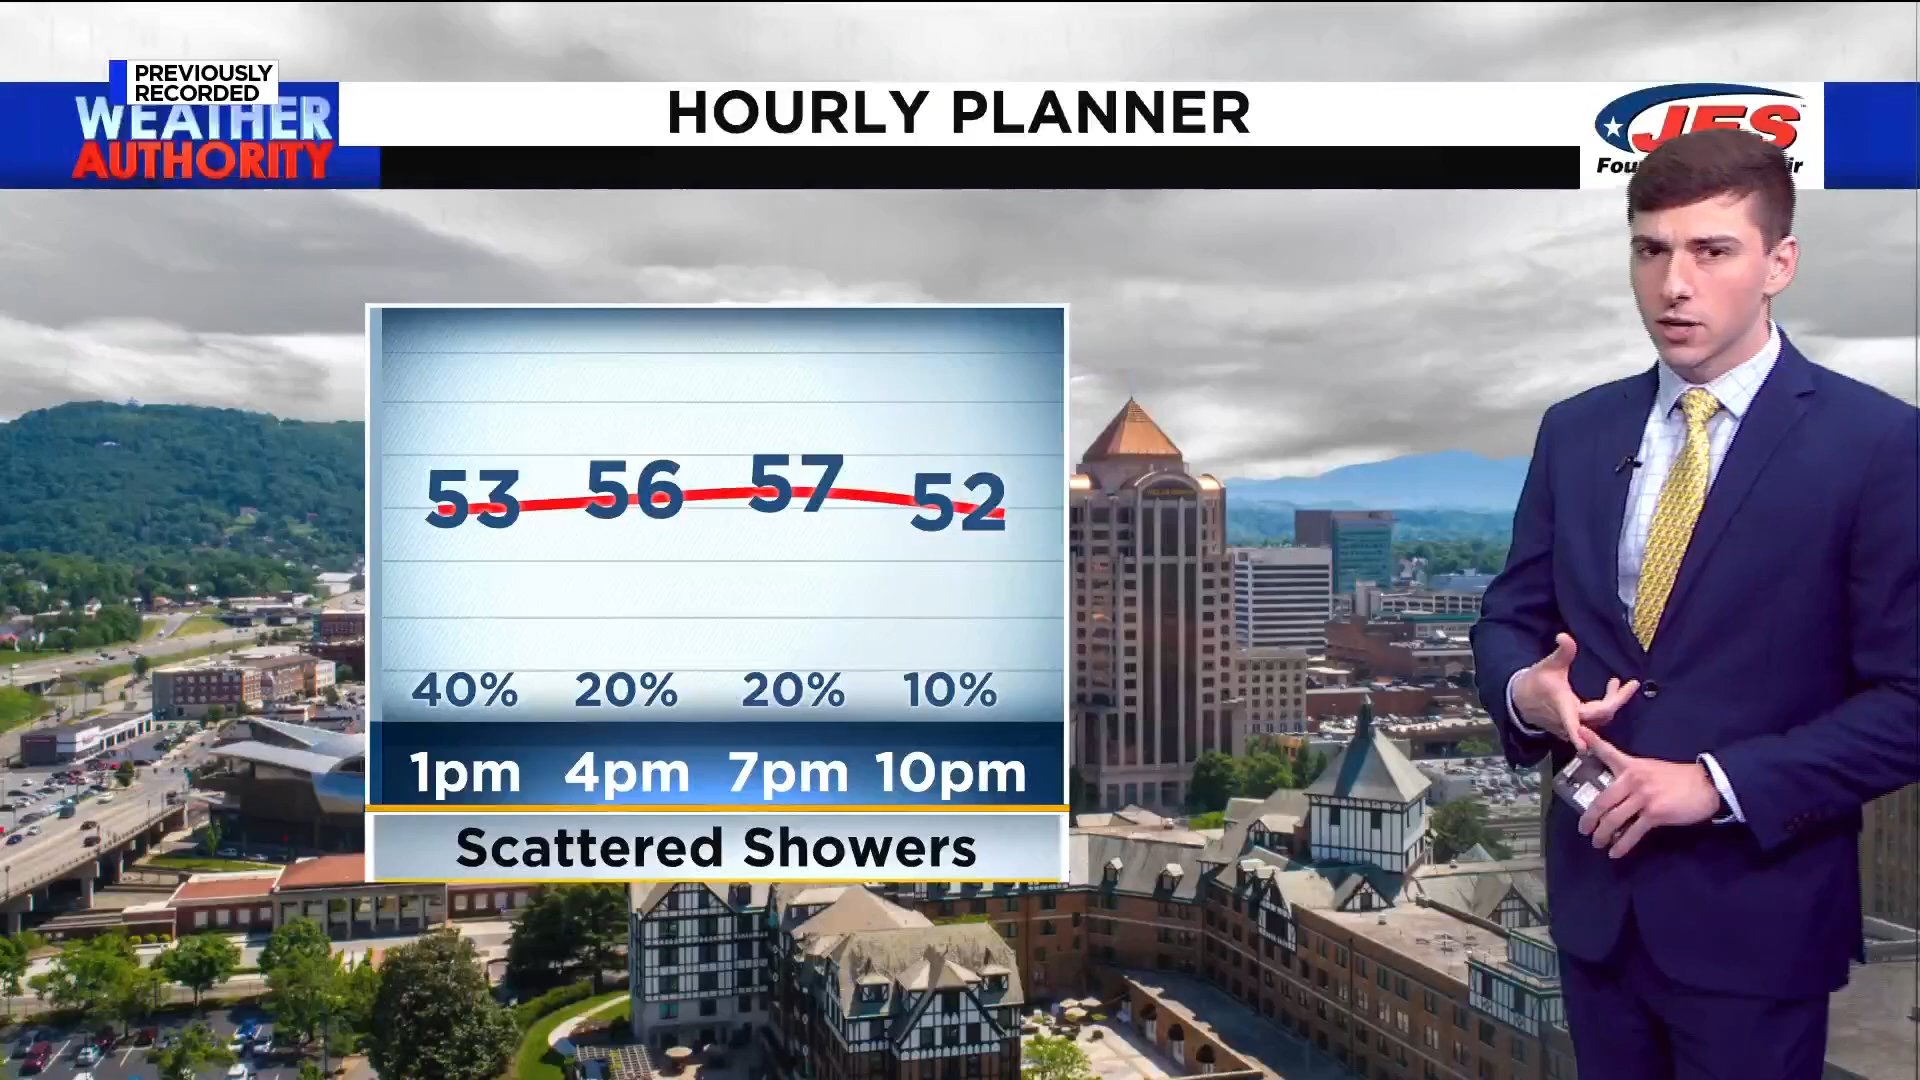 PREVIOUSLY
RECORDED
WEATHER
AUTHORITY
HOURLY PLANNER
JES
53 56 57 52
40% 20% 20% 10%
1pm 4pm 7pm 10pm
Scattered Showers